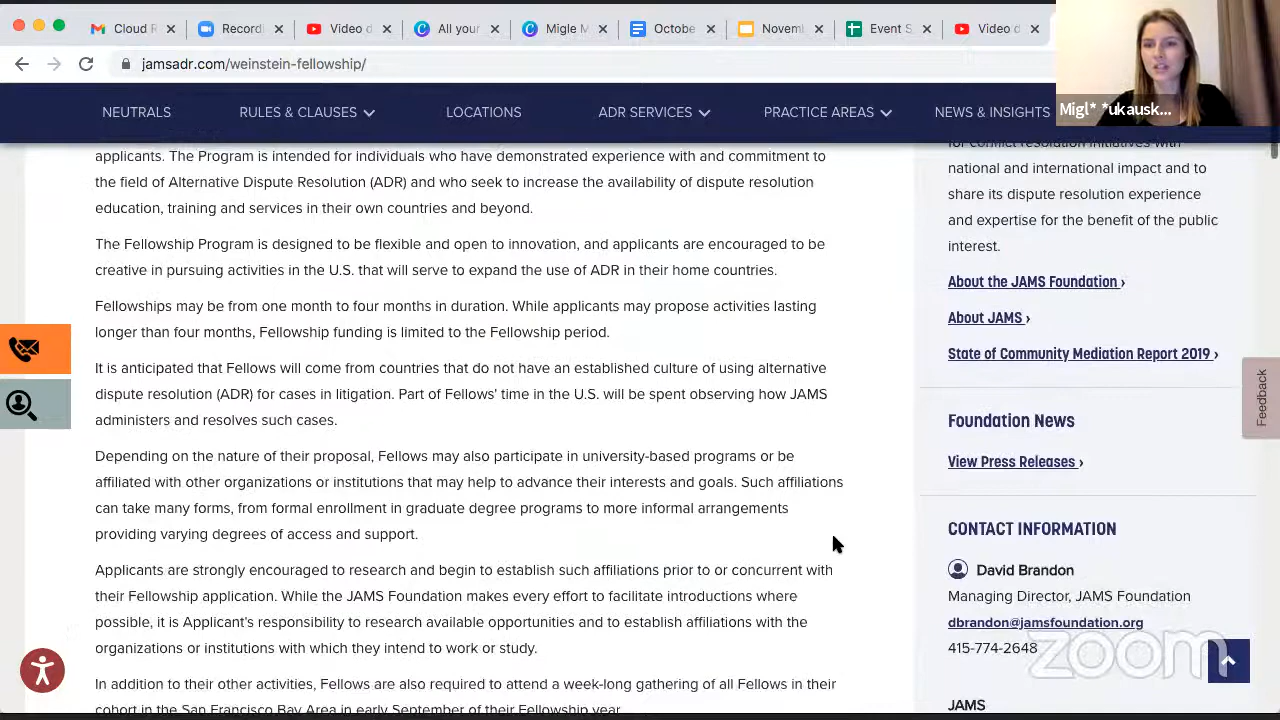 Cloud R
Record
Video
All your
Migle M
Octobe
Novem
Event S
Video d
jamsadr.com/weinstein-fellowship/
NEUTRALS
RULES & CLAUSES
LOCATIONS
ADR SERVICES
PRACTICE AREAS
NEWS & INSIGHTS
Migl* *ukausk...
applicants. The Program is intended for individuals who have demonstrated experience with and commitment to
the field of Alternative Dispute Resolution (ADR) and who seek to increase the availability of dispute resolution
education, training and services in their own countries and beyond.
The Fellowship Program is designed to be flexible and open to innovation, and applicants are encouraged to be
creative in pursuing activities in the U.S. that will serve to expand the use of ADR in their home countries.
Fellowships may be from one month to four months in duration. While applicants may propose activities lasting
longer than four months, Fellowship funding is limited to the Fellowship period.
It is anticipated that Fellows will come from countries that do not have an established culture of using alternative
dispute resolution (ADR) for cases in litigation. Part of Fellows' time in the U.S. will be spent observing how JAMS
administers and resolves such cases.
Depending on the nature of their proposal, Fellows may also participate in university-based programs or be
affiliated with other organizations or institutions that may help to advance their interests and goals. Such affiliations
can take many forms, from formal enrollment in graduate degree programs to more informal arrangements
providing varying degrees of access and support.
Applicants are strongly encouraged to research and begin to establish such affiliations prior to or concurrent with
their Fellowship application. While the JAMS Foundation makes every effort to facilitate introductions where
possible, it is Applicant's responsibility to research available opportunities and to establish affiliations with the
organizations or institutions with which they intend to work or study.
In addition to their other activities, Fellows are also required to attend a week-long gathering of all Fellows in their
cohort in the San Francisco Bay Area in early September of their Fellowship year.
for conflict resolution initiatives with
national and international impact and to
share its dispute resolution experience
and expertise for the benefit of the public
interest.
About the JAMS Foundation ›
About JAMS ›
State of Community Mediation Report 2019 ›
Foundation News
View Press Releases ›
CONTACT INFORMATION
David Brandon
Managing Director, JAMS Foundation
dbrandon@jamsfoundation.org
415-774-2648
JAMS
Feedback
zoom